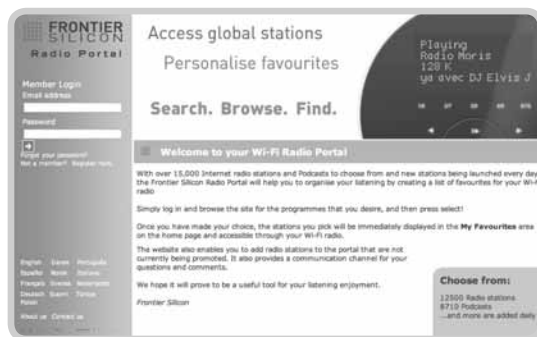 FRONTIER
SILICON
Radio Portal
Member Login
Email address
Password
Forgot your password?
Not a member? Register here.
English Dansk Português
Español Norsk Italiano
Français Svenska Nederlands
Deutsch Suomi Türkçe
Polski
About us Contact us
Access global stations
Personalise favourites
Search. Browse. Find.
Playing
Radio Moris
128 K
ya avec DJ Elvis J
Welcome to your Wi-Fi Radio Portal
With over 15,000 Internet radio stations and Podcasts to choose from and new stations being launched every day
the Frontier Silicon Radio Portal will help you to organise your listening by creating a list of favourites for your Wi-
radio
Simply log in and browse the site for the programmes that you desire, and then press select!
Once you have made your choice, the stations you pick will be immediately displayed in the My Favourites area
on the home page and accessible through your Wi-Fi radio.
The website also enables you to add radio stations to the portal that are not
currently being promoted. It also provides a communication channel for your
questions and comments.
We hope it will prove to be a useful tool for your listening enjoyment.
Frontier Silicon
Choose from:
12500 Radio stations
8710 Podcasts
...and more are added daily